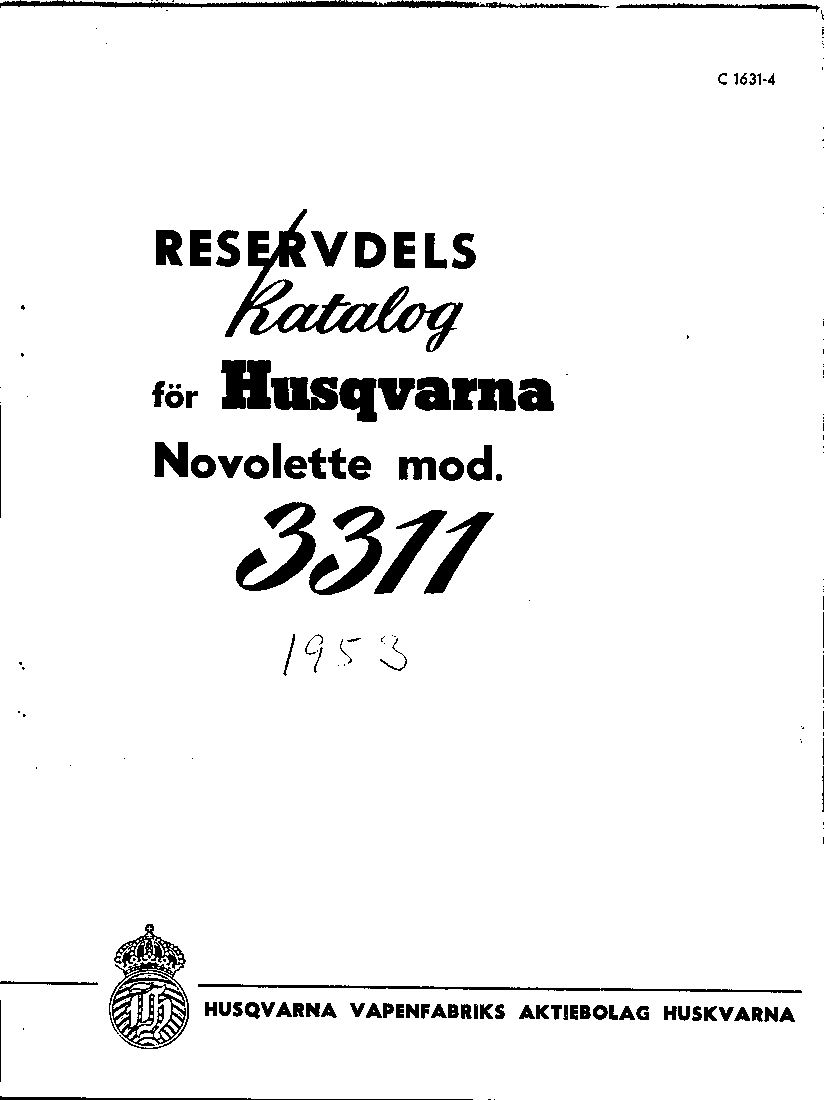 C 1631-4
RESERVDELS
Katalog
för Husqvarna
Novolette mod.
3311
1953
HUSQVARNA VAPENFABRIKS AKTIEBOLAG HUSKVARNA